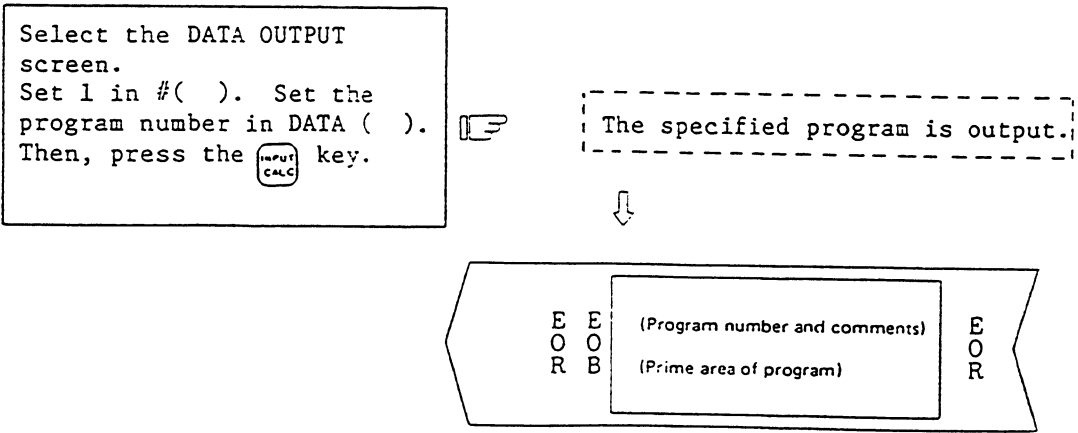 Select the DATA OUTPUT
screen.
Set 1 in #(  ).  Set the
program number in DATA (  ).
Then, press the INPUT CALC key.
The specified program is output.
E O R
E O B
(Program number and comments)
(Prime area of program)
E O R